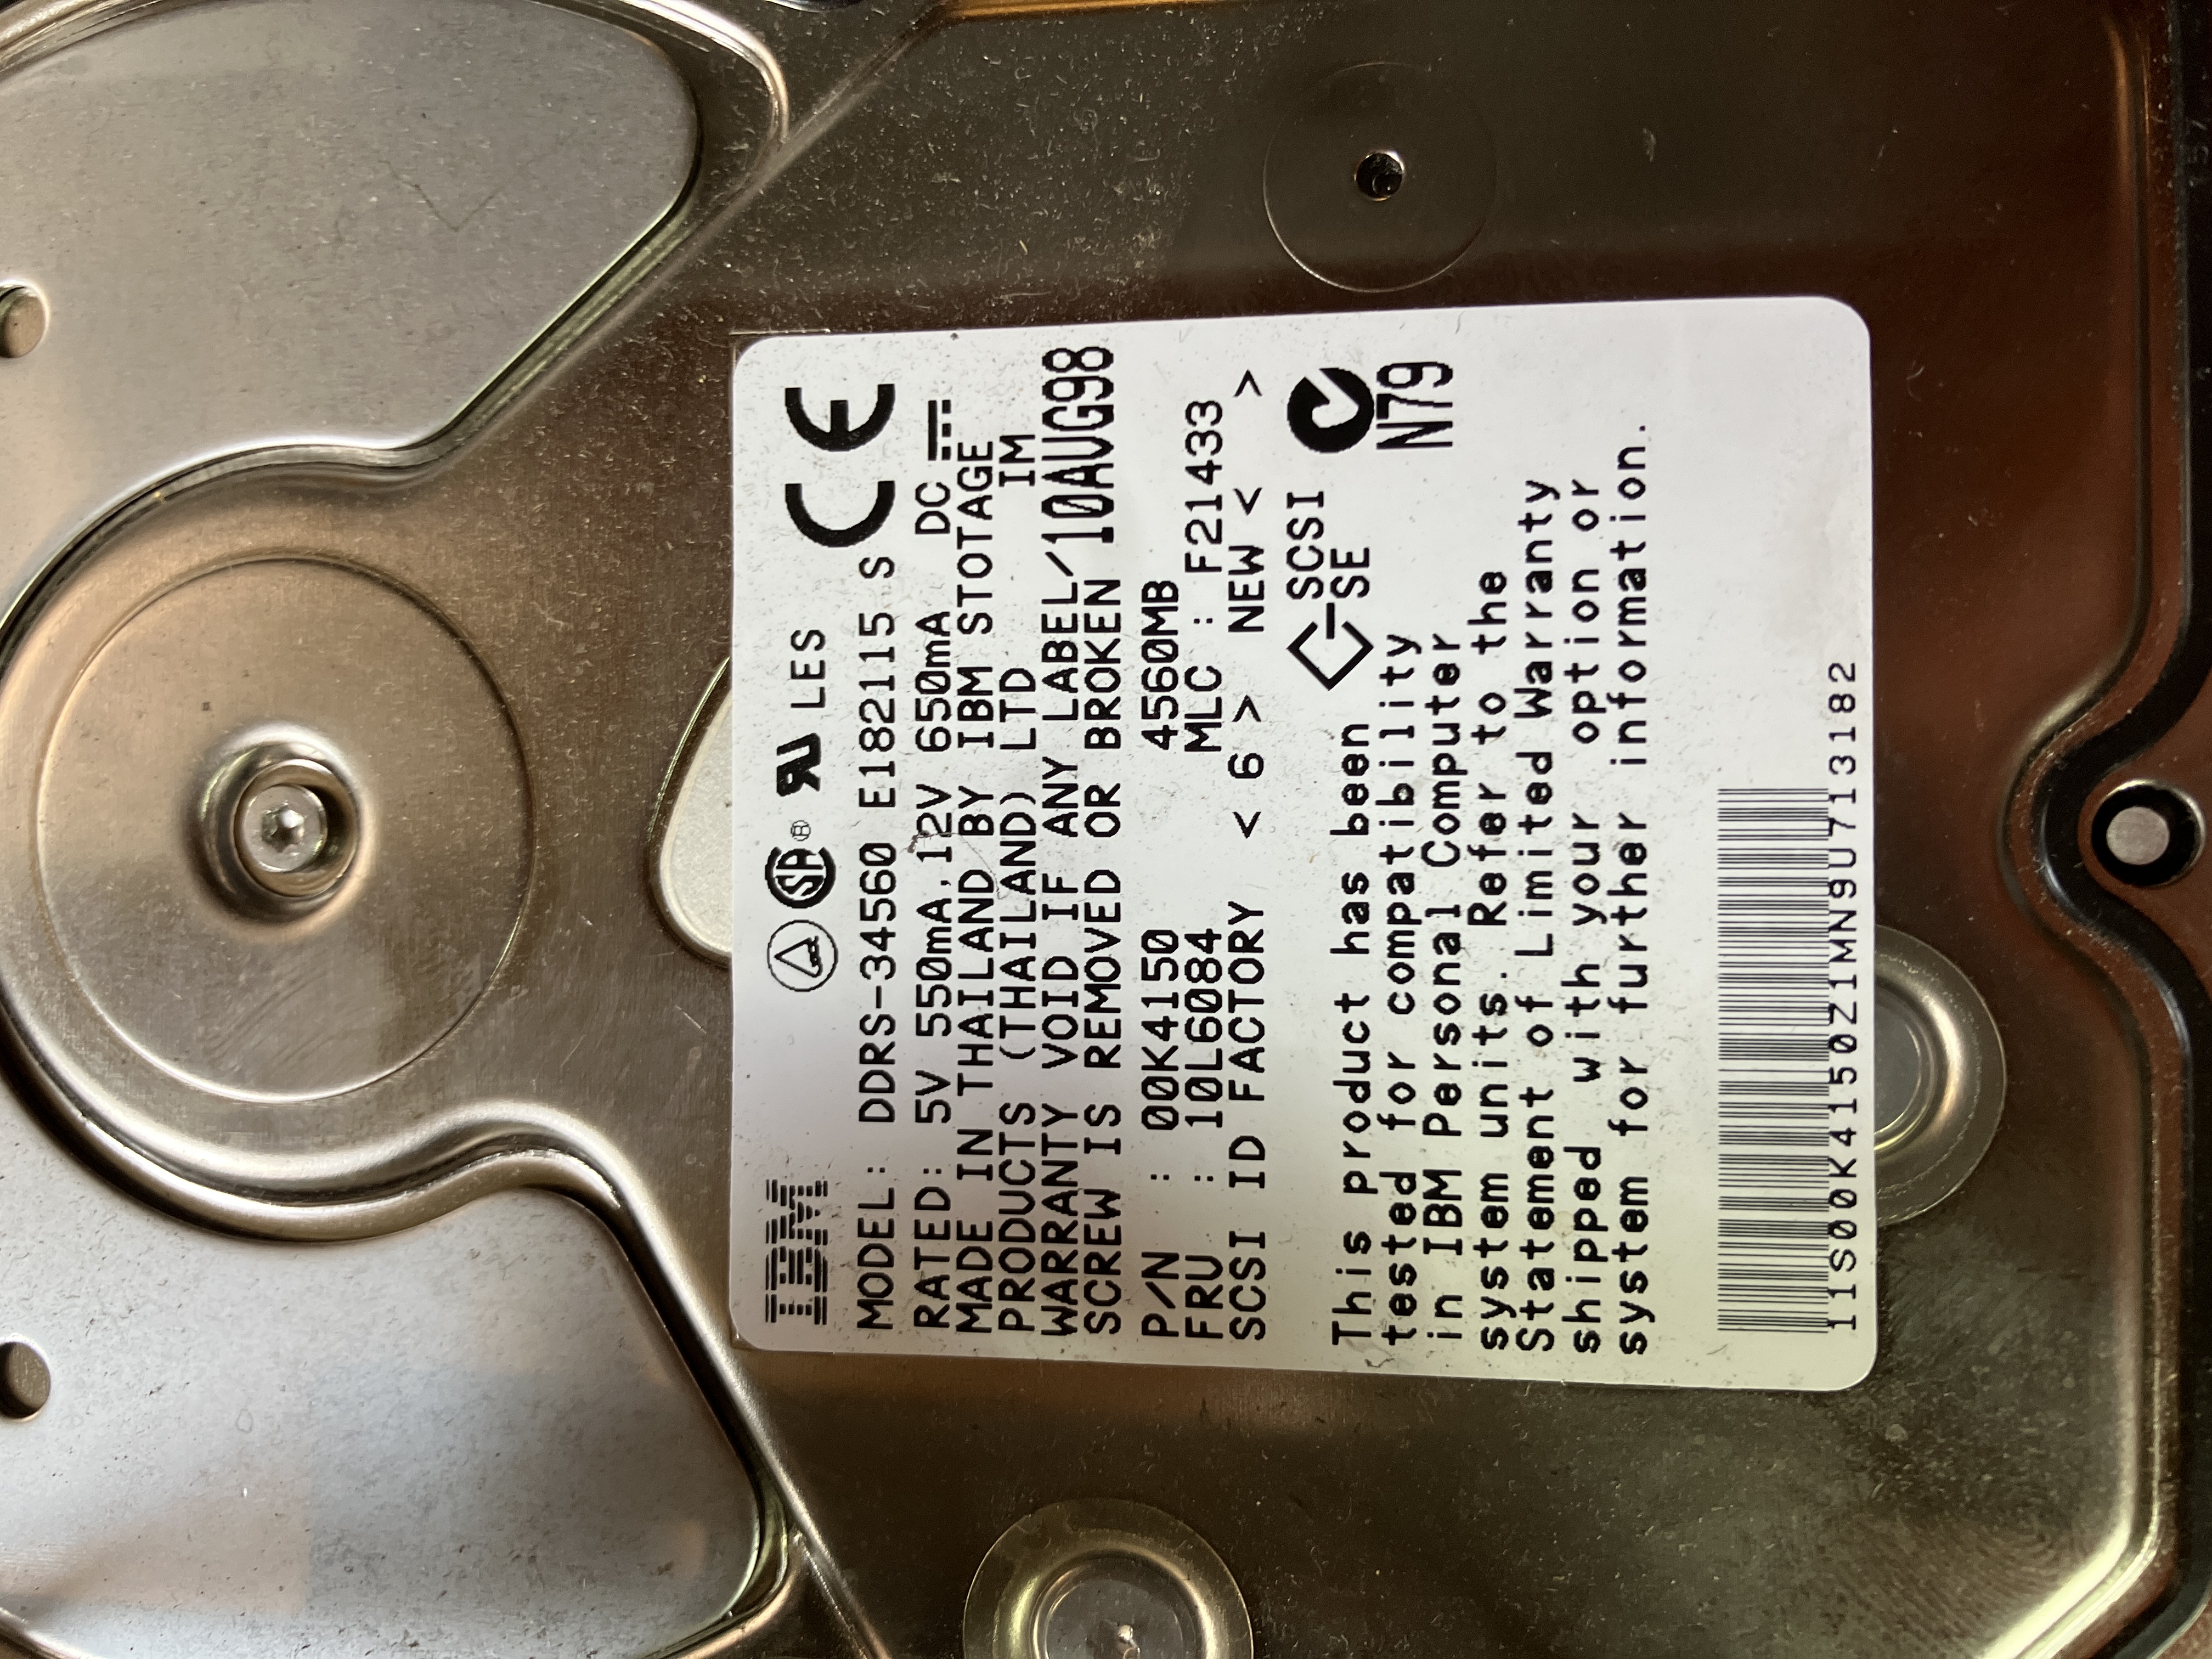 IBM ® LES CE
MODEL: DDRS-34560 E182115 S
RATED: 5V 550mA,12V 650mA DC
MADE IN THAILAND BY IBM STOTAGE
PRODUCTS (THAILAND) LTD IM
WARRANTY VOID IF ANY LABEL/
SCREW IS REMOVED OR BROKEN 10AUG98
P/N : 00K4150 4560MB
FRU : 10L6084 MLC : F21433
SCSI ID FACTORY < 6 > NEW < >
SCSI
SE
N79
This product has been
tested for compatibility
in IBM Personal Computer
system units. Refer to the
Statement of Limited Warranty
shipped with your option or
system for further information.
11S00K4150Z1MN9U713182